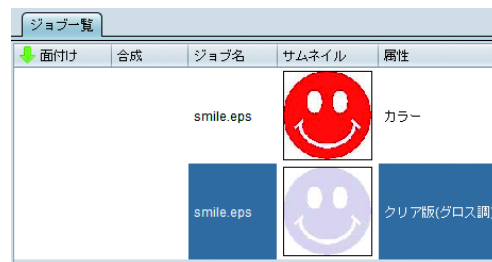 ジョブ一覧
面付け 合成 ジョブ名 サムネイル 属性
smile.eps カラー
smile.eps クリア版(グロス調)